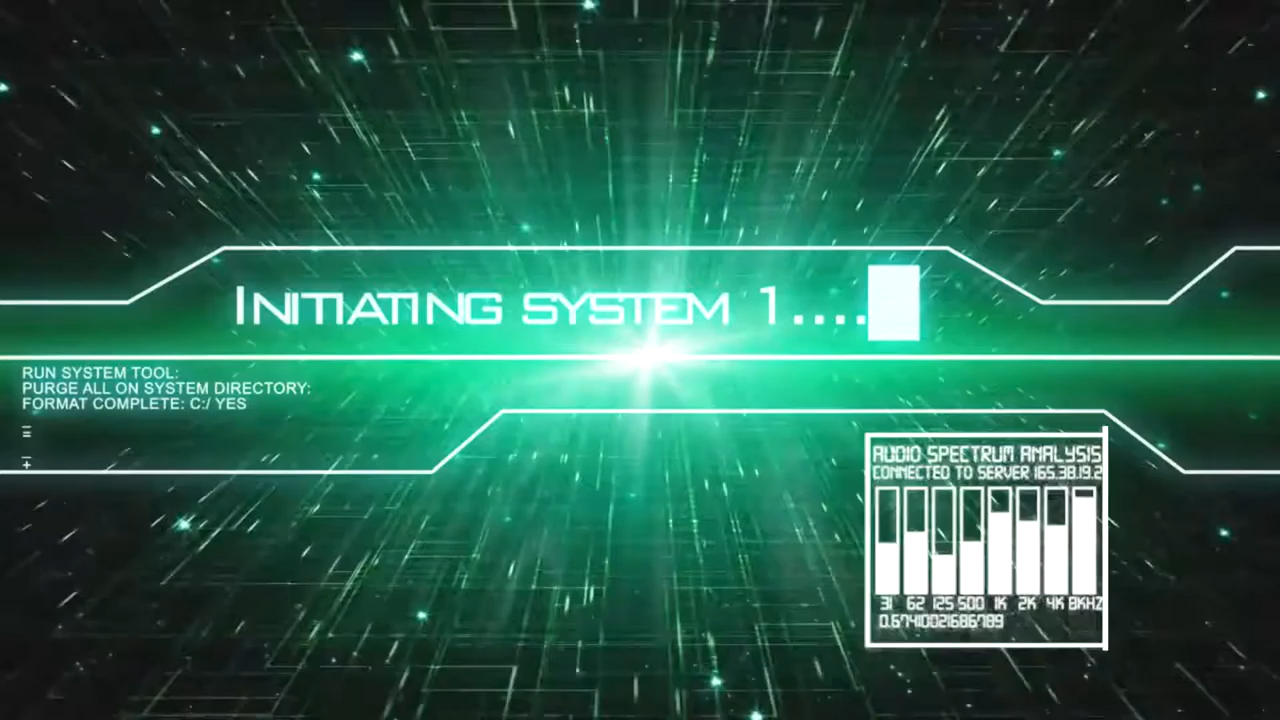 INITIATING SYSTEM 1....
RUN SYSTEM TOOL:
PURGE ALL ON SYSTEM DIRECTORY:
FORMAT COMPLETE: C:/ YES
AUDIO SPECTRUM ANALYSIS
CONNECTED TO SERVER 165.38.19.2
31 62 125 500 1K 2K 4K 8KHZ
0.67410021686789